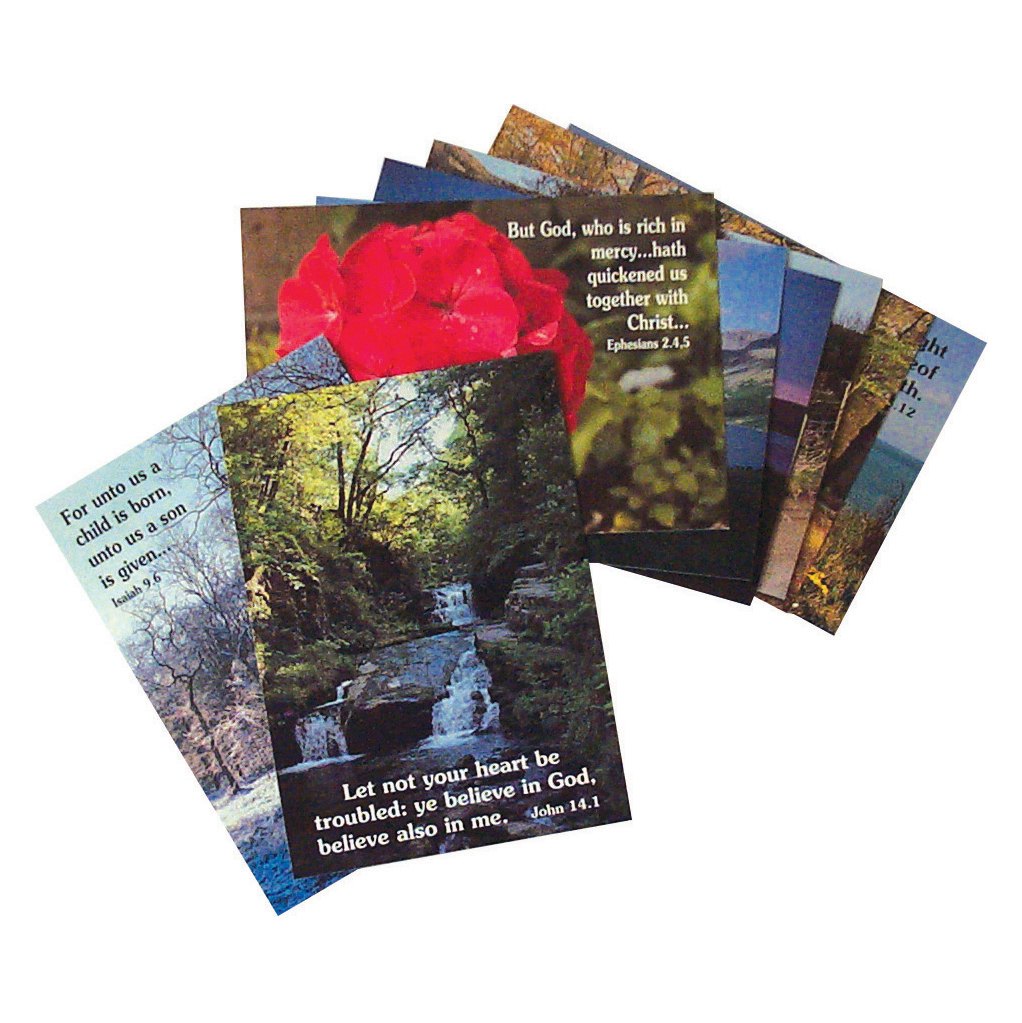 But God, who is rich in
mercy...hath
quickened us
together with
Christ...
Ephesians 2.4,5
For unto us a
child is born,
unto us a son
is given...
Isaiah 9.6
Let not your heart be
troubled: ye believe in God,
believe also in me. John 14.1